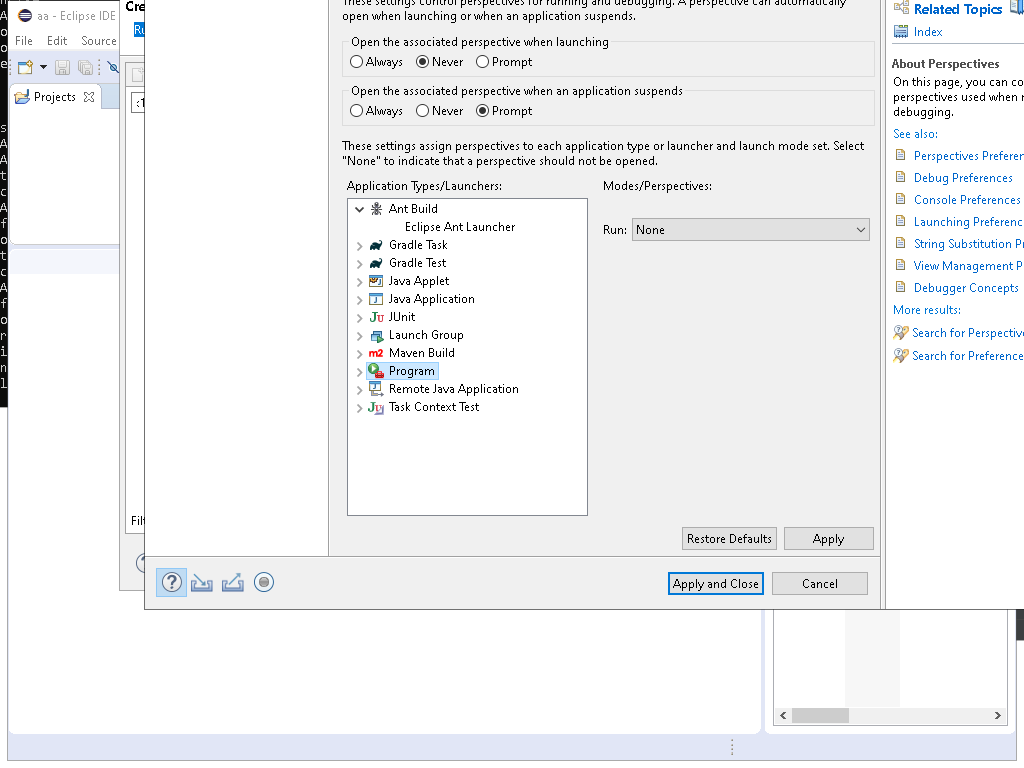 aa - Eclipse IDE
File Edit Source
Projects
Cre
Ru
:1
Filt
These settings control perspectives for running and debugging. A perspective can automatically
open when launching or when an application suspends.
Open the associated perspective when launching
Always Never Prompt
Open the associated perspective when an application suspends
Always Never Prompt
These settings assign perspectives to each application type or launcher and launch mode set. Select
"None" to indicate that a perspective should not be opened.
Application Types/Launchers:
Modes/Perspectives:
Ant Build
Eclipse Ant Launcher
Gradle Task
Gradle Test
Java Applet
Java Application
JUnit
Launch Group
Maven Build
Program
Remote Java Application
Task Context Test
Run: None
Restore Defaults Apply
Apply and Close Cancel
Related Topics
Index
About Perspectives
On this page, you can co
perspectives used when r
debugging.
See also:
Perspectives Preferer
Debug Preferences
Console Preferences
Launching Preferenc
String Substitution Pr
View Management P
Debugger Concepts
More results:
Search for Perspective
Search for Preference